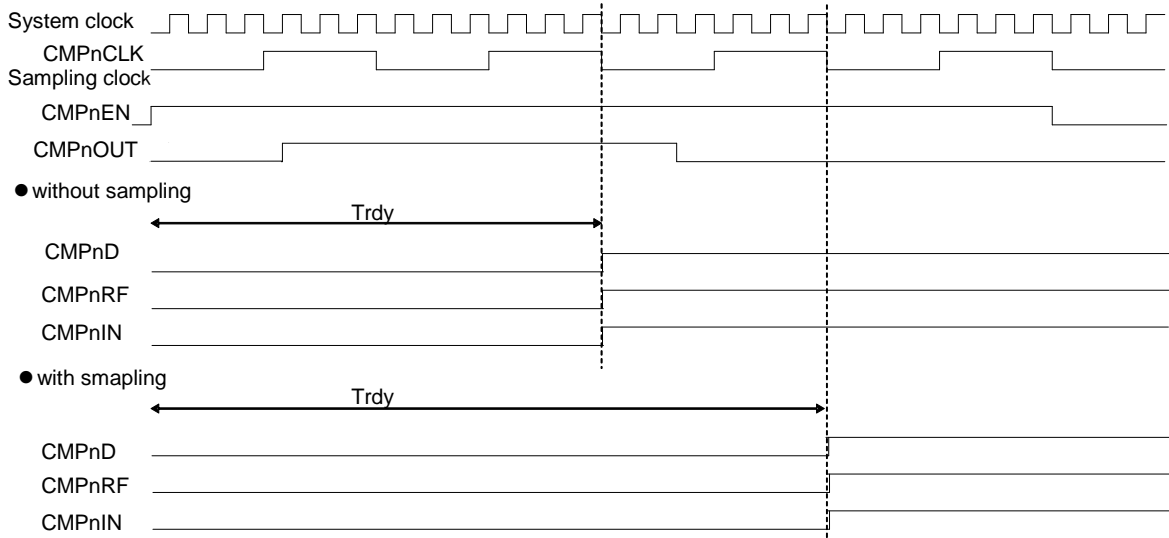 System clock
CMPnCLK
Sampling clock
CMPnEN
CMPnOUT
● without sampling
Trdy
CMPnD
CMPnRF
CMPnIN
● with smapling
Trdy
CMPnD
CMPnRF
CMPnIN